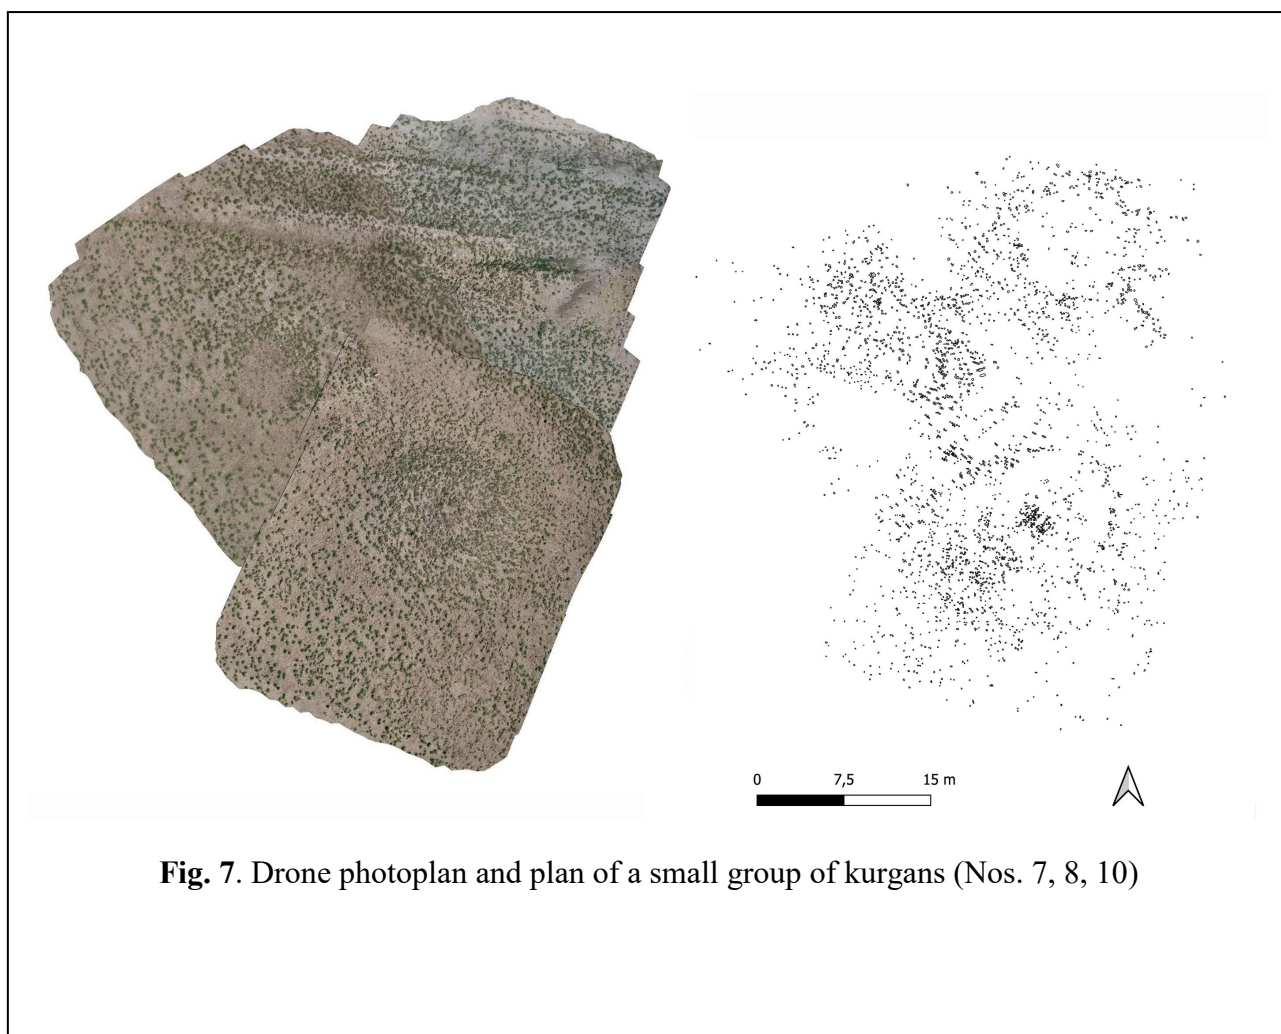 0 7,5 15 m
Fig. 7. Drone photoplan and plan of a small group of kurgans (Nos. 7, 8, 10)